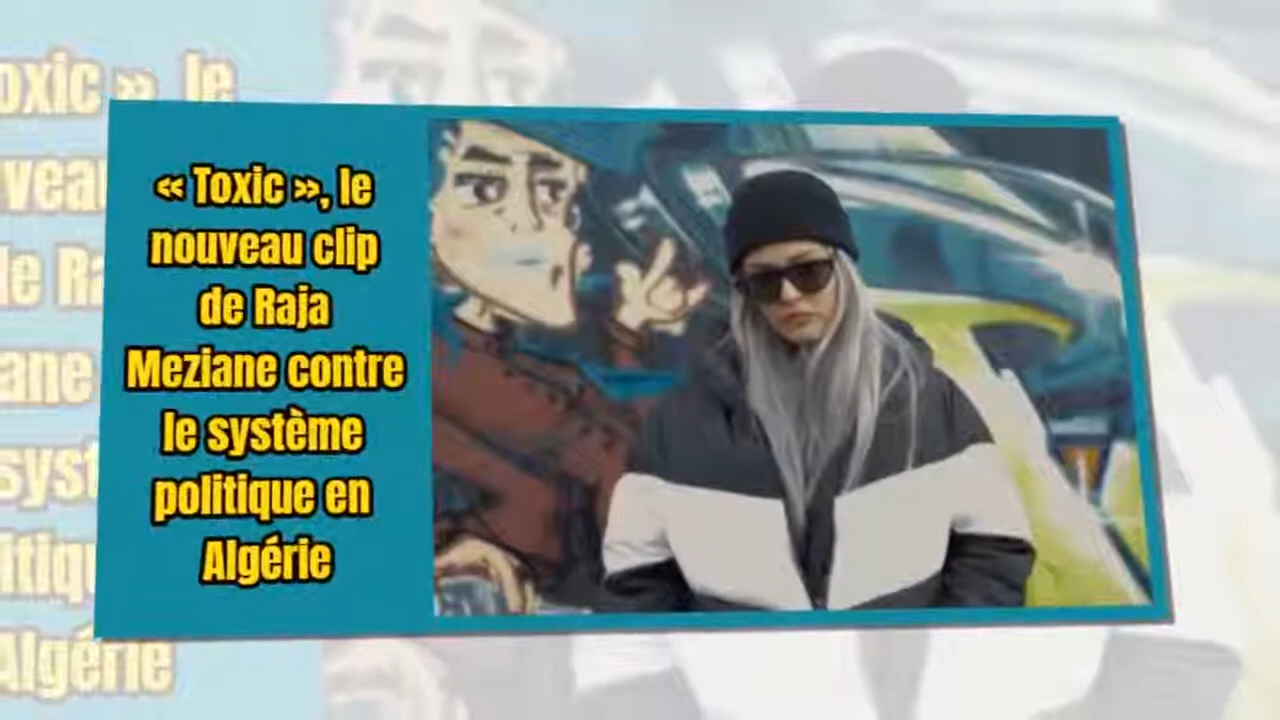 « Toxic », le
nouveau clip
de Raja
Meziane contre
le système
politique en
Algérie